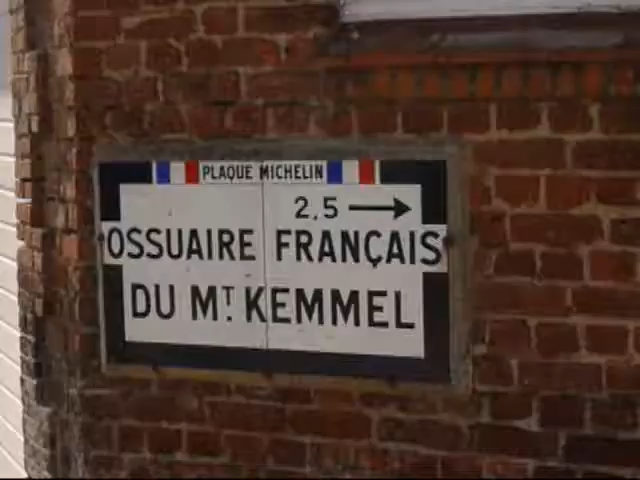 PLAQUE MICHELIN
2,5 →
OSSUAIRE FRANÇAIS
DU MT KEMMEL